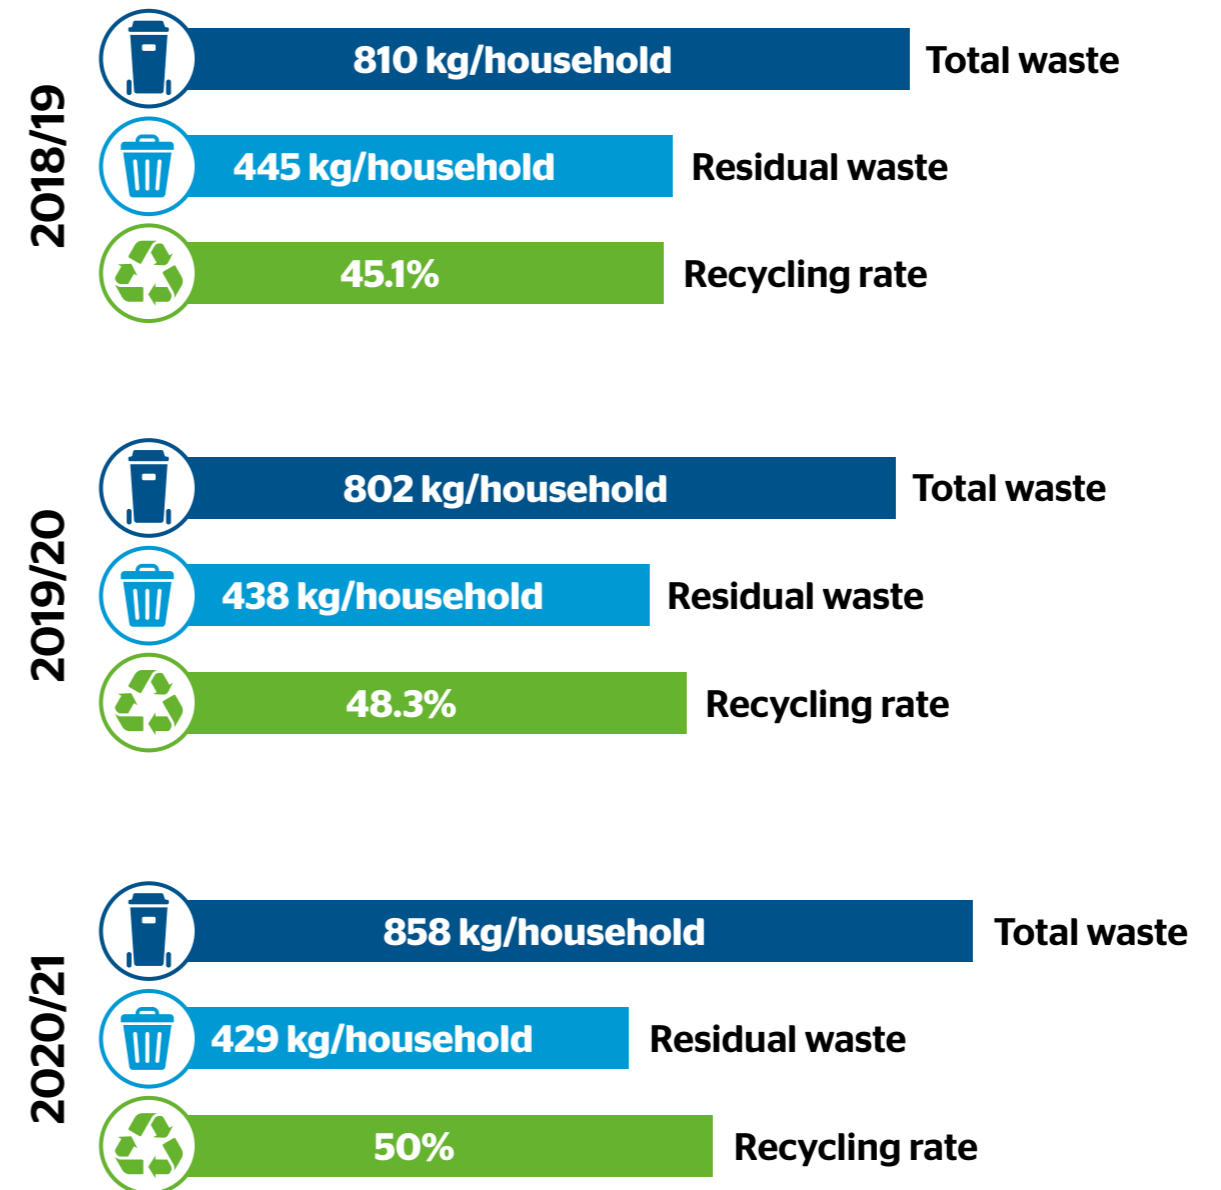 2018/19
810 kg/household
Total waste
445 kg/household
Residual waste
45.1%
Recycling rate
2019/20
802 kg/household
Total waste
438 kg/household
Residual waste
48.3%
Recycling rate
2020/21
858 kg/household
Total waste
429 kg/household
Residual waste
50%
Recycling rate